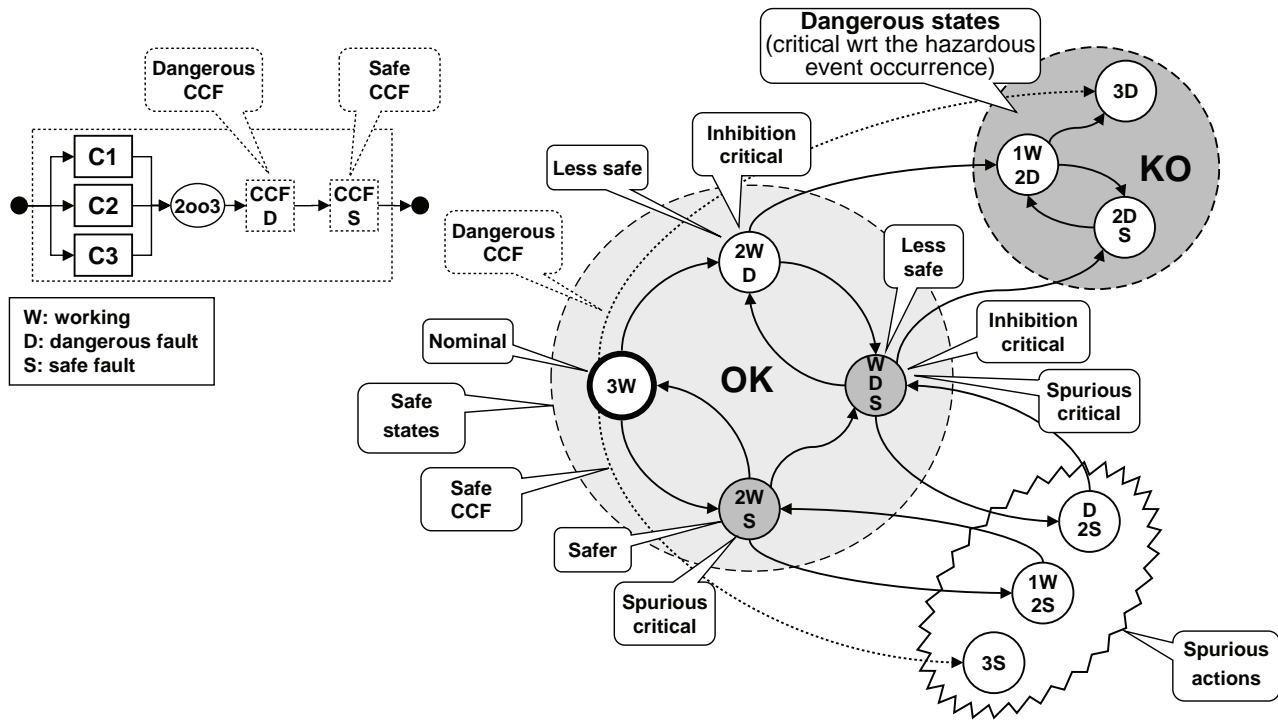 Dangerous
CCF
Safe
CCF
C1
C2
C3
2oo3
CCF
D
CCF
S
W: working
D: dangerous fault
S: safe fault
Dangerous states
(critical wrt the hazardous
event occurrence)
3D
1W
2D
KO
2D
S
Inhibition
critical
Less safe
Dangerous
CCF
2W
D
Less
safe
Inhibition
critical
Nominal
3W
OK
W
D
S
Spurious
critical
Safe
states
Safe
CCF
2W
S
Safer
Spurious
critical
D
2S
1W
2S
3S
Spurious
actions